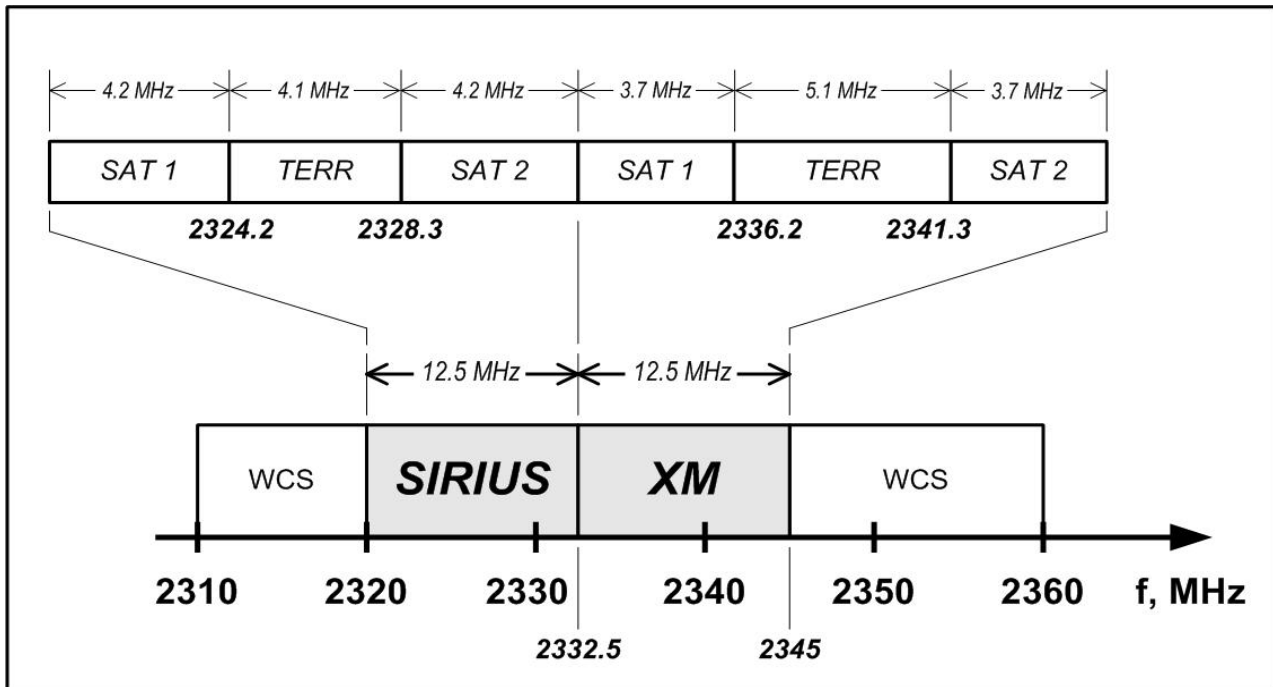 4.2 MHz 4.1 MHz 4.2 MHz 3.7 MHz 5.1 MHz 3.7 MHz
SAT 1 TERR SAT 2 SAT 1 TERR SAT 2
2324.2 2328.3 2336.2 2341.3
12.5 MHz 12.5 MHz
WCS SIRIUS XM WCS
2310 2320 2330 2340 2350 2360 f, MHz
2332.5 2345